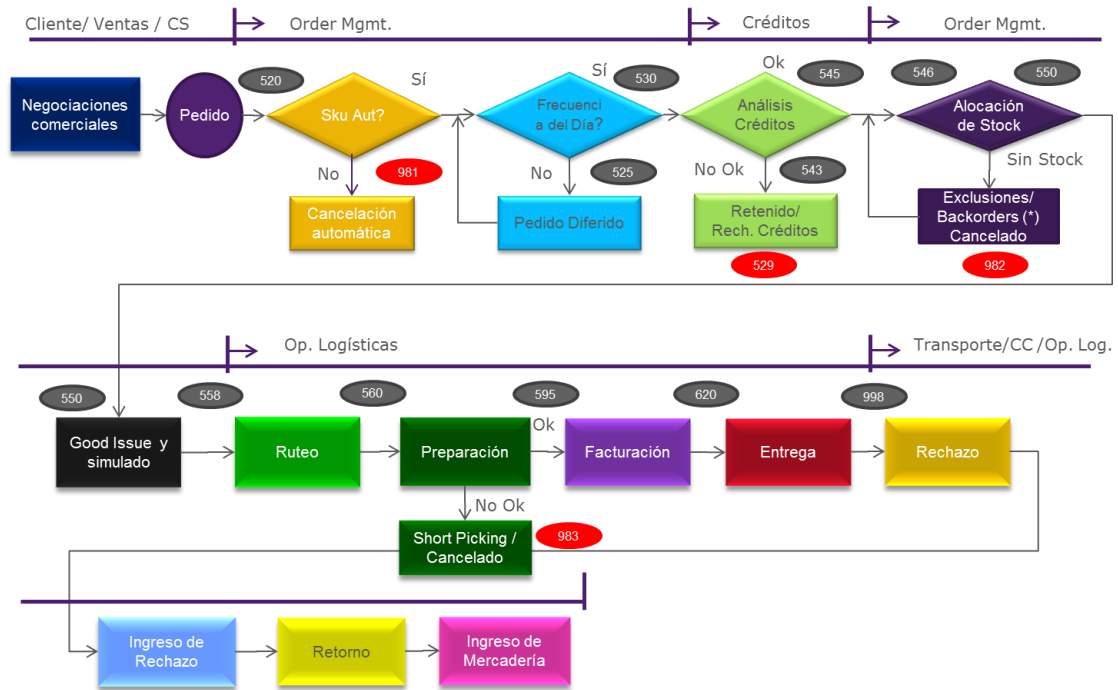 Cliente/ Ventas / CS
Order Mgmt.
Créditos
Order Mgmt.
520
Sí
Sí
530
Ok
545
546
550
Negociaciones
comerciales
Pedido
Sku Aut?
Frecuenci
a del Día?
Análisis
Créditos
Alocación
de Stock
No
981
No
525
No Ok
543
Sin Stock
Cancelación
automática
Pedido Diferido
Retenido/
Rech. Créditos
Exclusiones/
Backorders (*)
Cancelado
529
982
Op. Logísticas
Transporte/CC /Op. Log.
550
558
560
595
620
998
Good Issue y
simulado
Ruteo
Preparación
Ok
Facturación
Entrega
Rechazo
No Ok
Short Picking /
Cancelado
983
Ingreso de
Rechazo
Retorno
Ingreso de
Mercadería